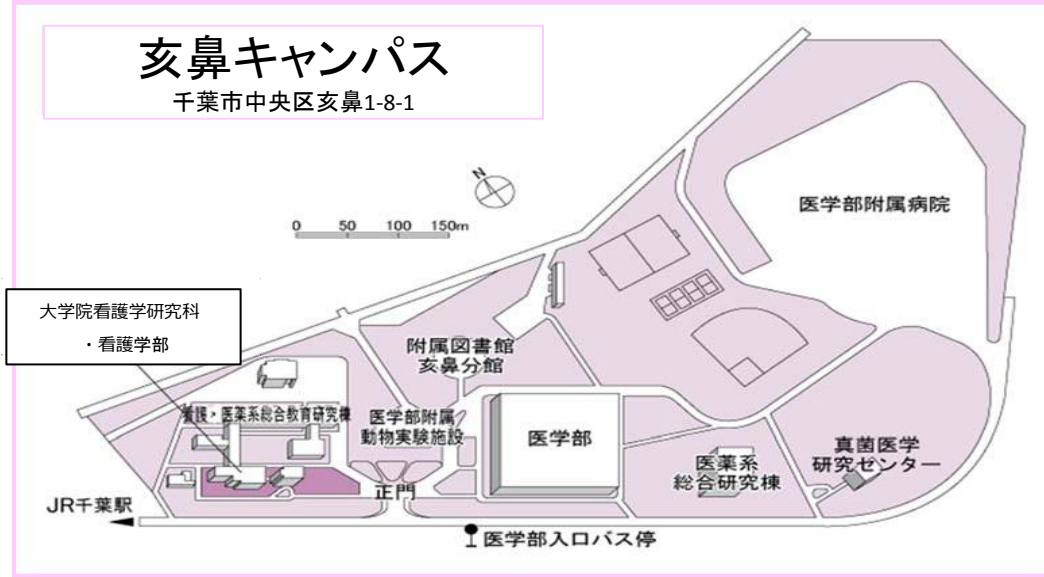 亥鼻キャンパス
千葉市中央区亥鼻1-8-1
N
0 50 100 150m
医学部附属病院
大学院看護学研究科
・看護学部
附属図書館
亥鼻分館
看護・医薬系総合教育研究棟
医学部附属
動物実験施設
医学部
医薬系
総合研究棟
真菌医学
研究センター
正門
JR千葉駅
医学部入口バス停